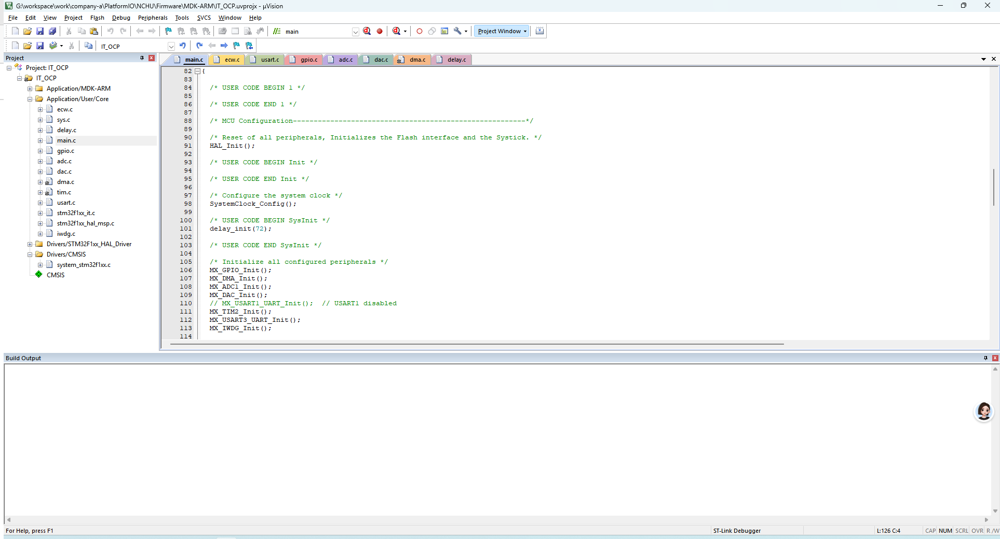 G:\workspace\work\company-a\PlatformIO\NCHU\Firmware\MDK-ARM\IT_OCP.uvprojx - µVision
File Edit View Project Flash Debug Peripherals Tools SVCS Window Help
main
Project Window
IT_OCP
Project
main.c ecw.c usart.c gpio.c adc.c dac.c dma.c delay.c
Project: IT_OCP
IT_OCP
Application/MDK-ARM
Application/User/Core
ecw.c
sys.c
delay.c
main.c
gpio.c
adc.c
dac.c
dma.c
tim.c
usart.c
stm32f1xx_it.c
stm32f1xx_hal_msp.c
iwdg.c
Drivers/STM32F1xx_HAL_Driver
Drivers/CMSIS
system_stm32f1xx.c
CMSIS
82 {
83
84 /* USER CODE BEGIN 1 */
85
86 /* USER CODE END 1 */
87
88 /* MCU Configuration--------------------------------------------------------*/
89
90 /* Reset of all peripherals, Initializes the Flash interface and the Systick. */
91 HAL_Init();
92
93 /* USER CODE BEGIN Init */
94
95 /* USER CODE END Init */
96
97 /* Configure the system clock */
98 SystemClock_Config();
99
100 /* USER CODE BEGIN SysInit */
101 delay_init(72);
102
103 /* USER CODE END SysInit */
104
105 /* Initialize all configured peripherals */
106 MX_GPIO_Init();
107 MX_DMA_Init();
108 MX_ADC1_Init();
109 MX_DAC_Init();
110 // MX_USART1_UART_Init();  // USART1 disabled
111 MX_TIM2_Init();
112 MX_USART3_UART_Init();
113 MX_IWDG_Init();
114
Build Output
For Help, press F1
ST-Link Debugger
L:126 C:4
CAP NUM SCRL OVR R/W